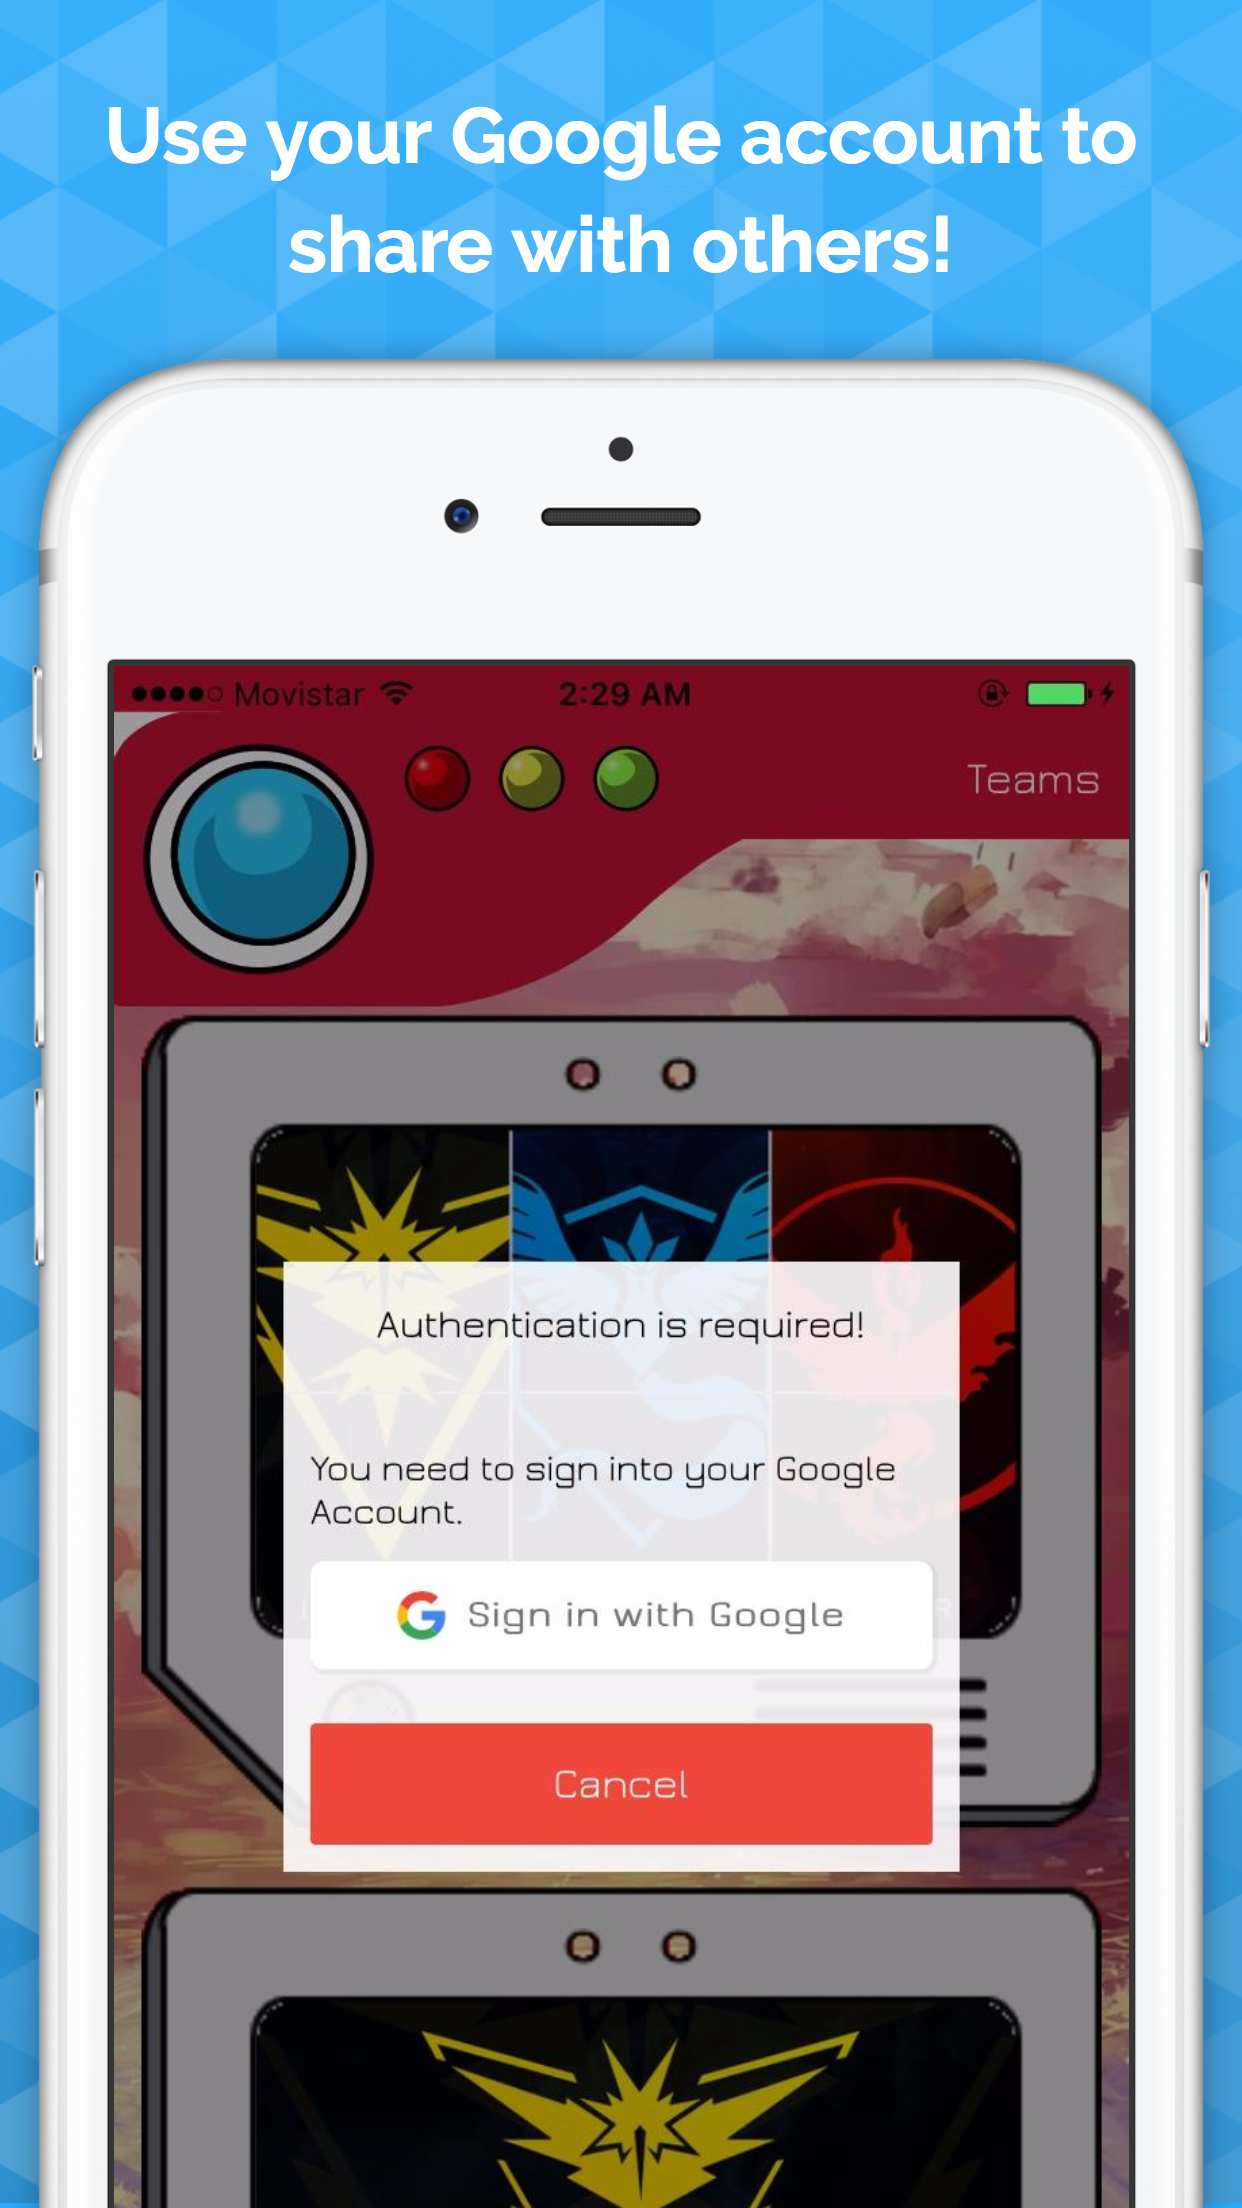 Use your Google account to
share with others!
Movistar 2:29 AM
Teams
Authentication is required!
You need to sign into your Google
Account.
Sign in with Google
Cancel